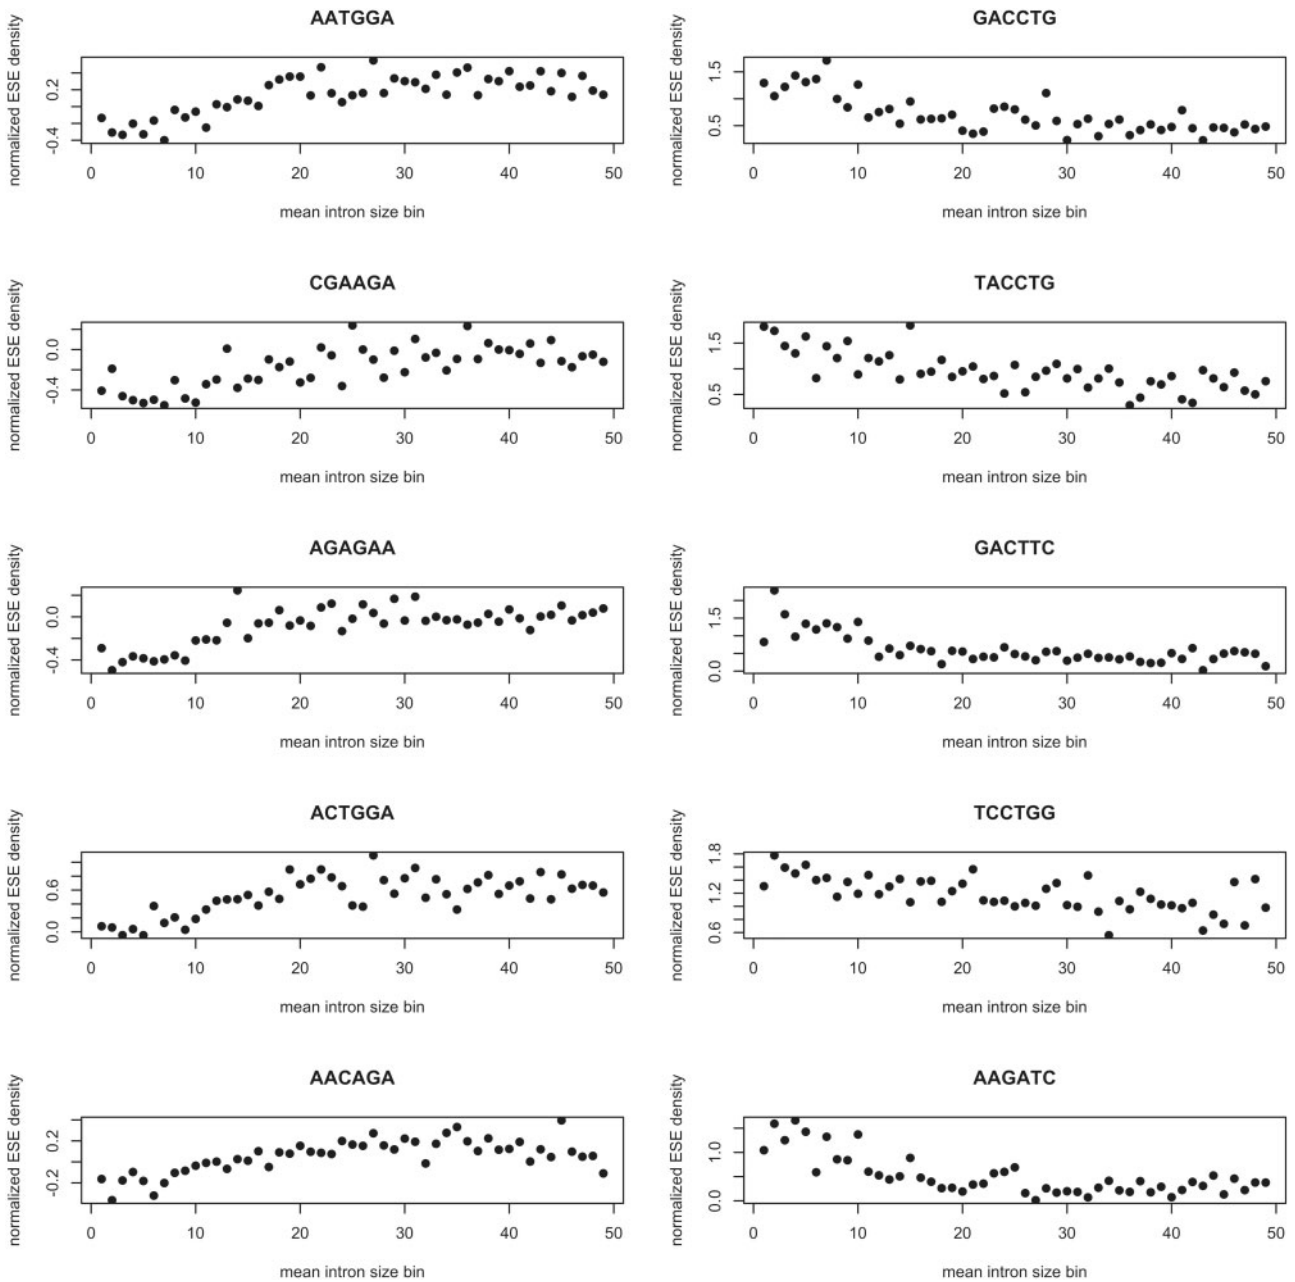 AATGGA
normalized ESE density
0.2
-0.4
0 10 20 30 40 50
mean intron size bin
GACCTG
normalized ESE density
1.5
0.5
0 10 20 30 40 50
mean intron size bin
CGAAGA
normalized ESE density
0.0
-0.4
0 10 20 30 40 50
mean intron size bin
TACCTG
normalized ESE density
1.5
0.5
0 10 20 30 40 50
mean intron size bin
AGAGAA
normalized ESE density
0.0
-0.4
0 10 20 30 40 50
mean intron size bin
GACTTC
normalized ESE density
1.5
0.0
0 10 20 30 40 50
mean intron size bin
ACTGGA
normalized ESE density
0.6
0.0
0 10 20 30 40 50
mean intron size bin
TCCTGG
normalized ESE density
1.8
1.2
0.6
0 10 20 30 40 50
mean intron size bin
AACAGA
normalized ESE density
0.2
-0.2
0 10 20 30 40 50
mean intron size bin
AAGATC
normalized ESE density
1.0
0.0
0 10 20 30 40 50
mean intron size bin